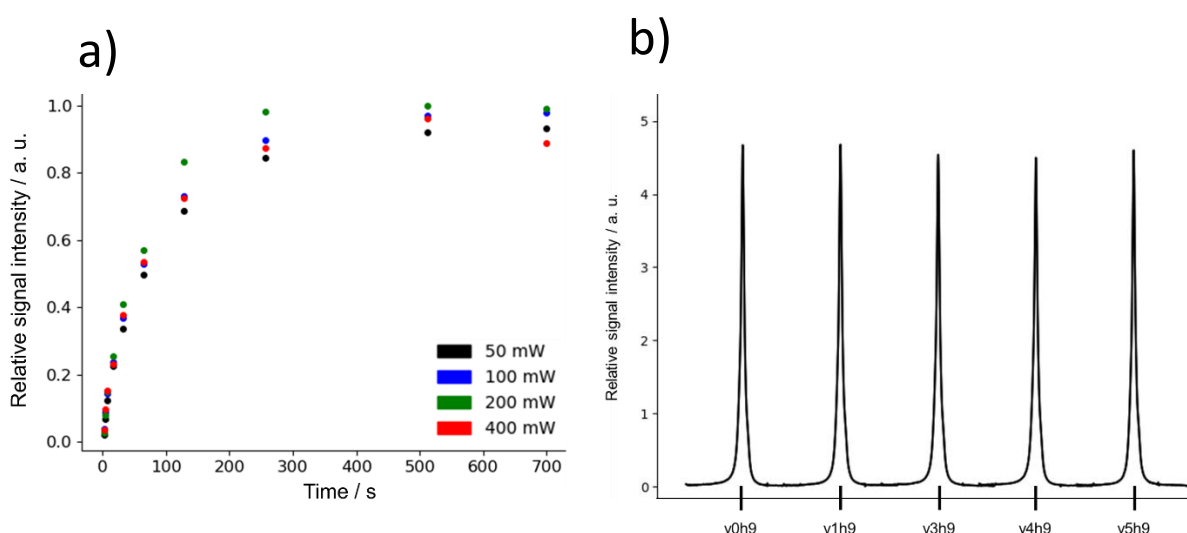 a)
1.0
0.8
0.6
0.4
0.2
0.0
Relative signal intensity / a. u.
50 mW
100 mW
200 mW
400 mW
0 100 200 300 400 500 600 700
Time / s
b)
5
4
3
2
1
0
Relative signal intensity / a. u.
v0h9 v1h9 v3h9 v4h9 v5h9